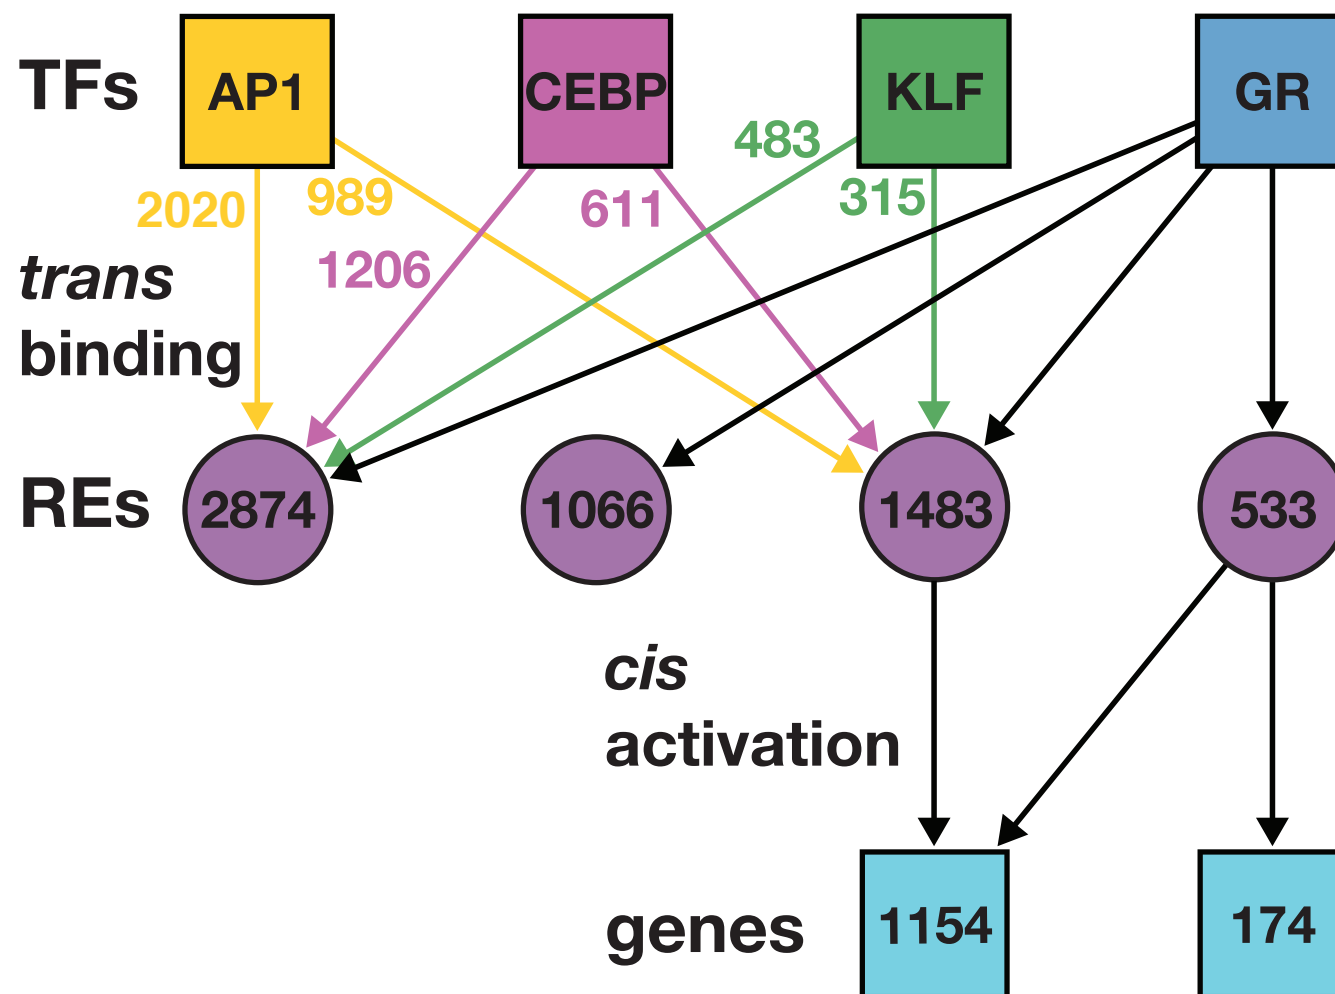 TFs AP1 CEBP KLF GR
483
2020 989 611 315
1206
trans
binding
REs 2874 1066 1483 533
cis
activation
genes 1154 174